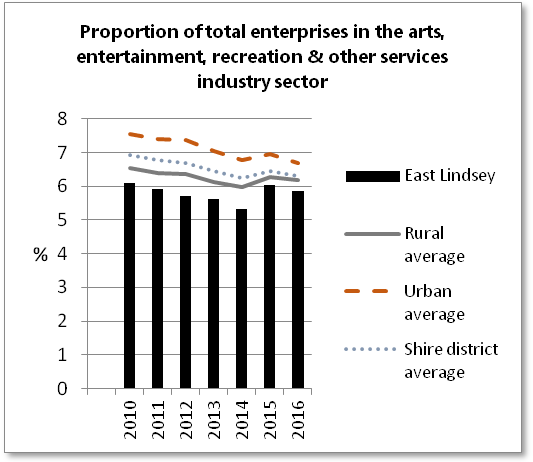 Proportion of total enterprises in the arts,
entertainment, recreation & other services
industry sector
8
7
6
5
4
3
2
1
0
%
2010
2011
2012
2013
2014
2015
2016
East Lindsey
Rural
average
Urban
average
Shire district
average